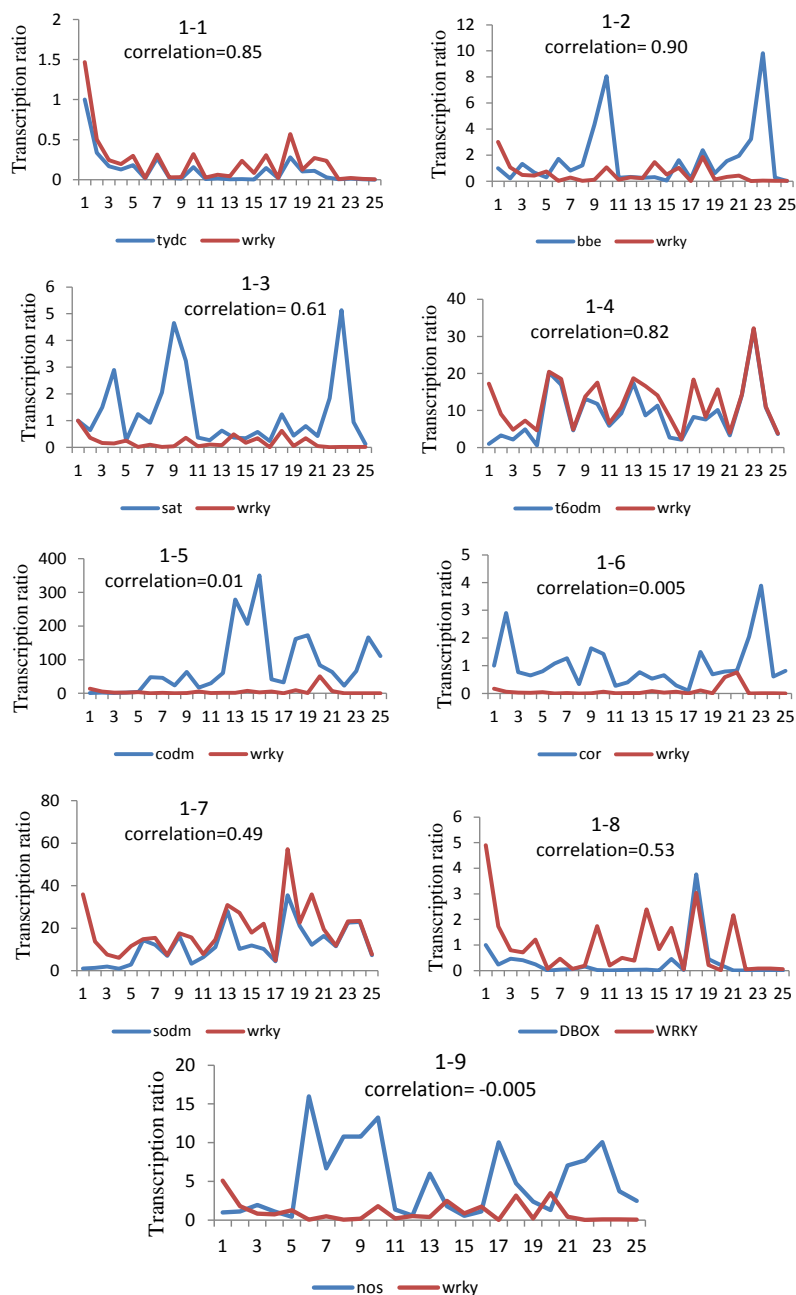 1-1
correlation=0.85
Transcription ratio
2
1.5
1
0.5
0
1 3 5 7 9 11 13 15 17 19 21 23 25
tydc wrky
1-2
correlation= 0.90
Transcription ratio
12
10
8
6
4
2
0
1 3 5 7 9 11 13 15 17 19 21 23 25
bbe wrky
1-3
correlation= 0.61
Transcription ratio
6
5
4
3
2
1
0
1 3 5 7 9 11 13 15 17 19 21 23 25
sat wrky
1-4
correlation=0.82
Transcription ratio
40
30
20
10
0
1 3 5 7 9 11 13 15 17 19 21 23 25
t6odm wrky
1-5
correlation=0.01
Transcription ratio
400
300
200
100
0
1 3 5 7 9 11 13 15 17 19 21 23 25
codm wrky
1-6
correlation=0.005
Transcription ratio
5
4
3
2
1
0
1 3 5 7 9 11 13 15 17 19 21 23 25
cor wrky
1-7
correlation=0.49
Transcription ratio
80
60
40
20
0
1 3 5 7 9 11 13 15 17 19 21 23 25
sodm wrky
1-8
correlation=0.53
Transcription ratio
6
5
4
3
2
1
0
1 3 5 7 9 11 13 15 17 19 21 23 25
DBOX WRKY
1-9
correlation= -0.005
Transcription ratio
20
15
10
5
0
1 3 5 7 9 11 13 15 17 19 21 23 25
nos wrky